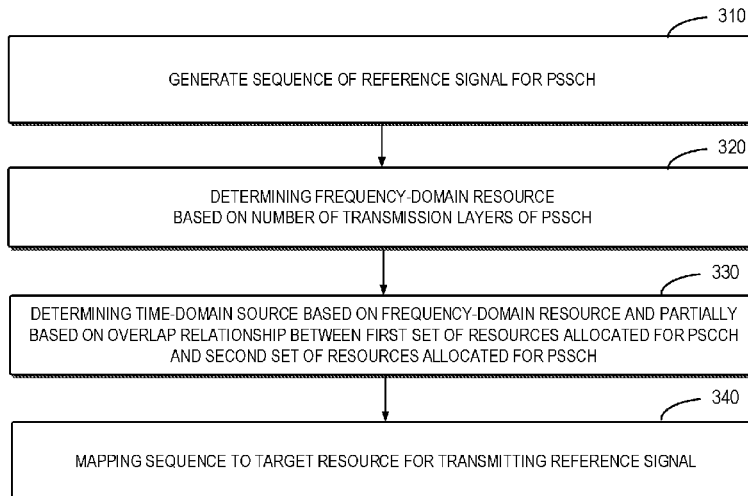 310
GENERATE SEQUENCE OF REFERENCE SIGNAL FOR PSSCH
320
DETERMINING FREQUENCY-DOMAIN RESOURCE
BASED ON NUMBER OF TRANSMISSION LAYERS OF PSSCH
330
DETERMINING TIME-DOMAIN SOURCE BASED ON FREQUENCY-DOMAIN RESOURCE AND PARTIALLY
BASED ON OVERLAP RELATIONSHIP BETWEEN FIRST SET OF RESOURCES ALLOCATED FOR PSCCH
AND SECOND SET OF RESOURCES ALLOCATED FOR PSSCH
340
MAPPING SEQUENCE TO TARGET RESOURCE FOR TRANSMITTING REFERENCE SIGNAL